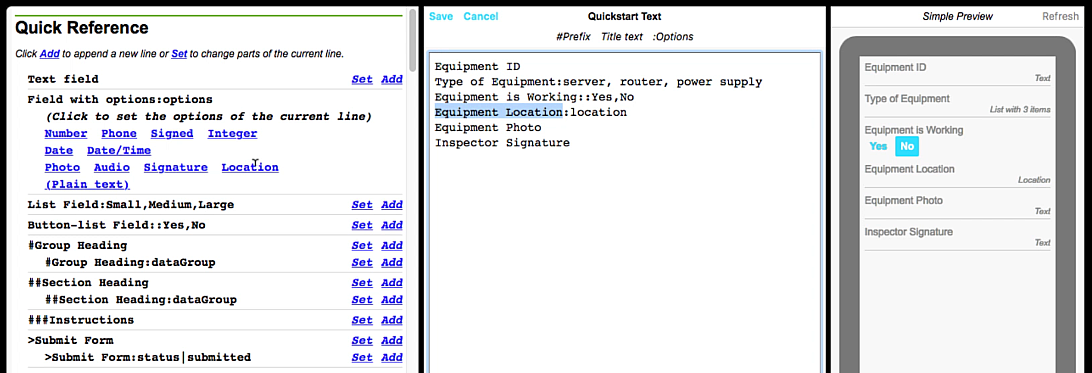 Quick Reference
Click Add to append a new line or Set to change parts of the current line.
Text field Set Add
Field with options:options
(Click to set the options of the current line)
Number Phone Signed Integer
Date Date/Time
Photo Audio Signature Location
(Plain text)
List Field:Small,Medium,Large Set Add
Button-list Field::Yes,No Set Add
#Group Heading Set Add
#Group Heading:dataGroup Set Add
##Section Heading Set Add
##Section Heading:dataGroup Set Add
###Instructions Set Add
>Submit Form Set Add
>Submit Form:status|submitted Set Add
Save Cancel Quickstart Text
#Prefix Title text :Options
Equipment ID
Type of Equipment:server, router, power supply
Equipment is Working::Yes,No
Equipment Location:location
Equipment Photo
Inspector Signature
Simple Preview Refresh
Equipment ID
Text
Type of Equipment
List with 3 items
Equipment is Working
Yes No
Equipment Location
Location
Equipment Photo
Text
Inspector Signature
Text